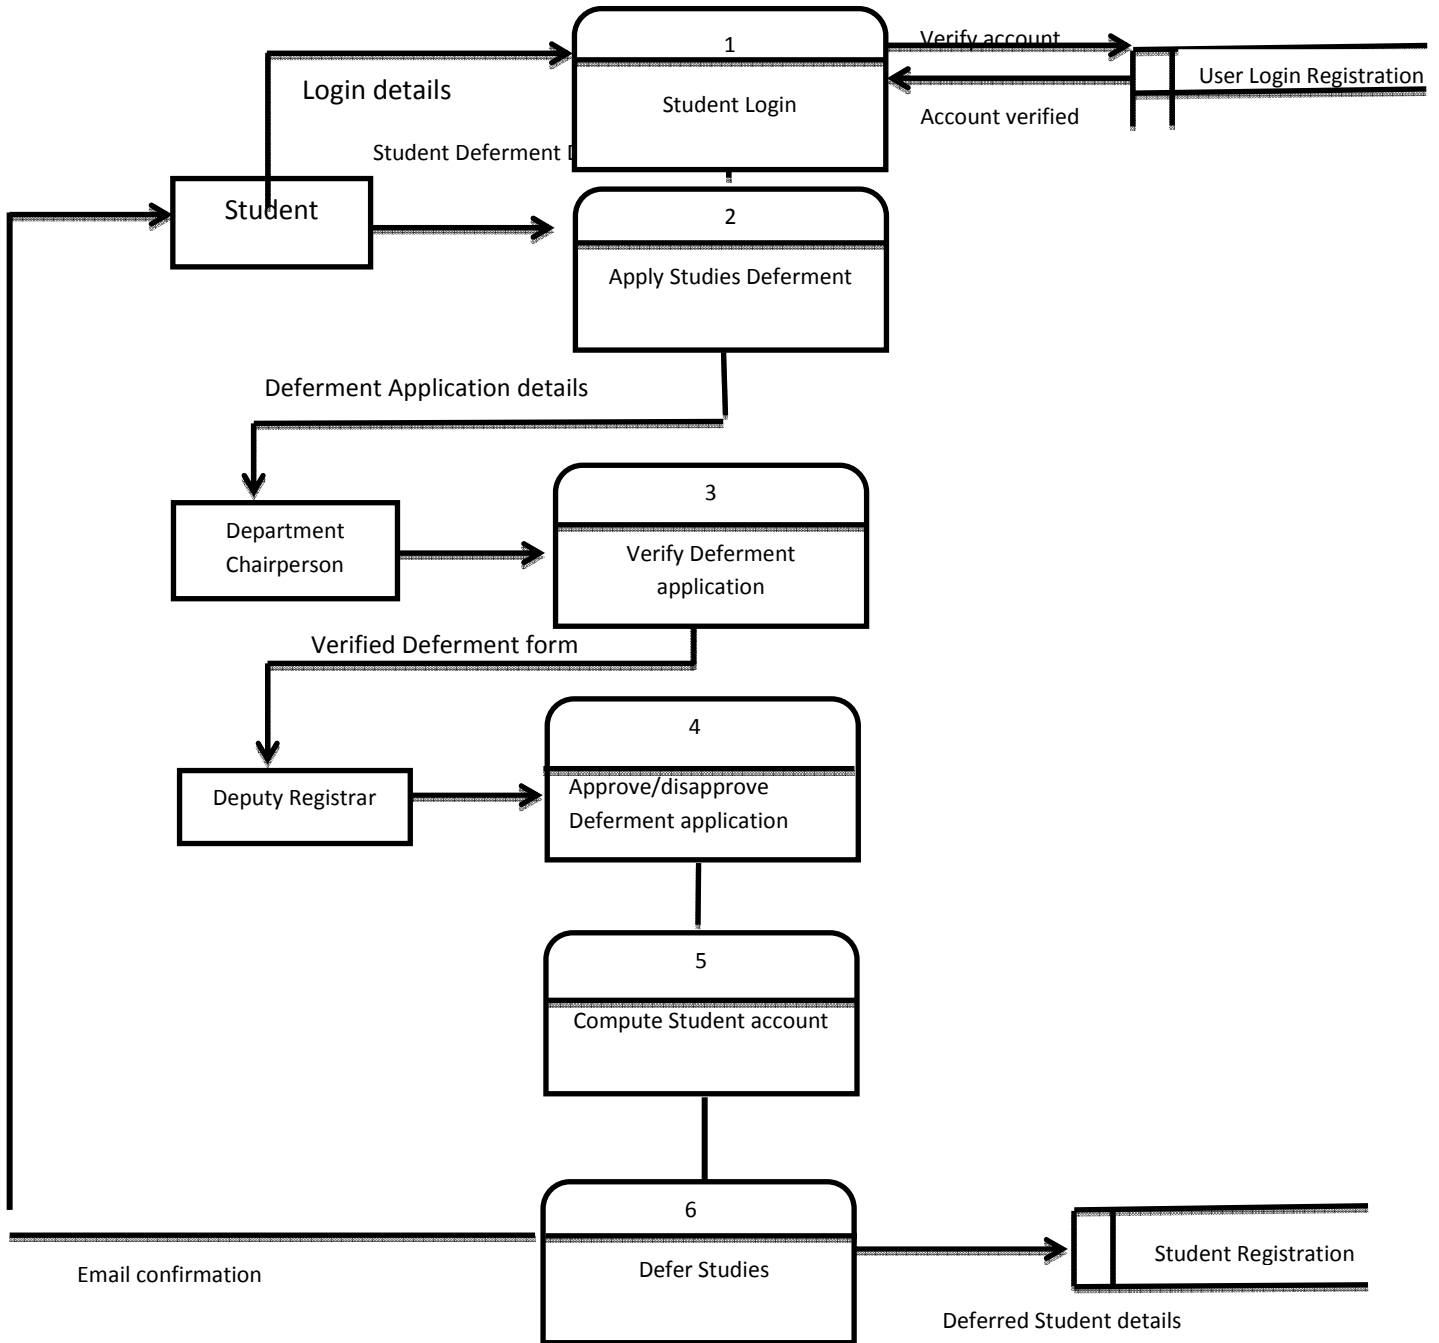 1
Verify account
User Login Registration
Login details
Student Login
Account verified
Student Deferment
Student
2
Apply Studies Deferment
Deferment Application details
3
Department
Chairperson
Verify Deferment
application
Verified Deferment form
4
Deputy Registrar
Approve/disapprove
Deferment application
5
Compute Student account
6
Student Registration
Defer Studies
Email confirmation
Deferred Student details